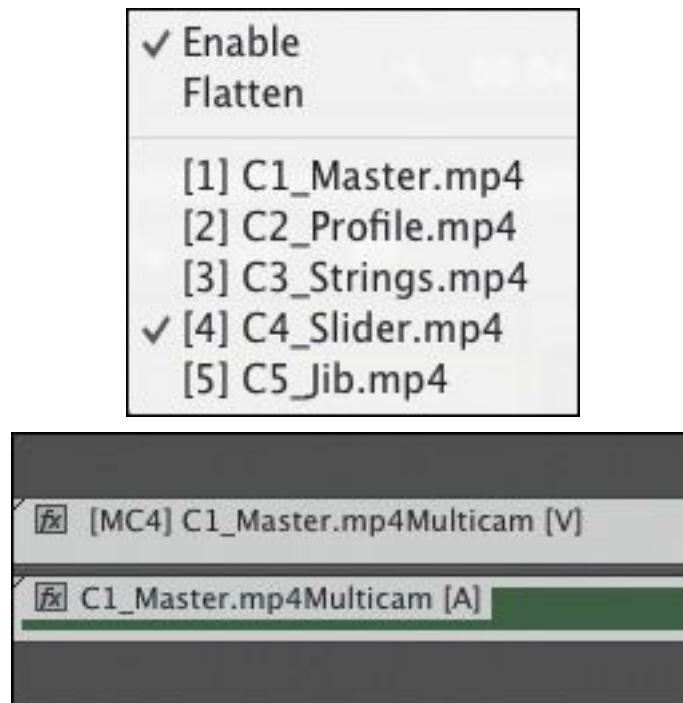 Enable
Flatten
[1] C1_Master.mp4
[2] C2_Profile.mp4
[3] C3_Strings.mp4
[4] C4_Slider.mp4
[5] C5_Jib.mp4
fx [MC4] C1_Master.mp4Multicam [V]
fx C1_Master.mp4Multicam [A]